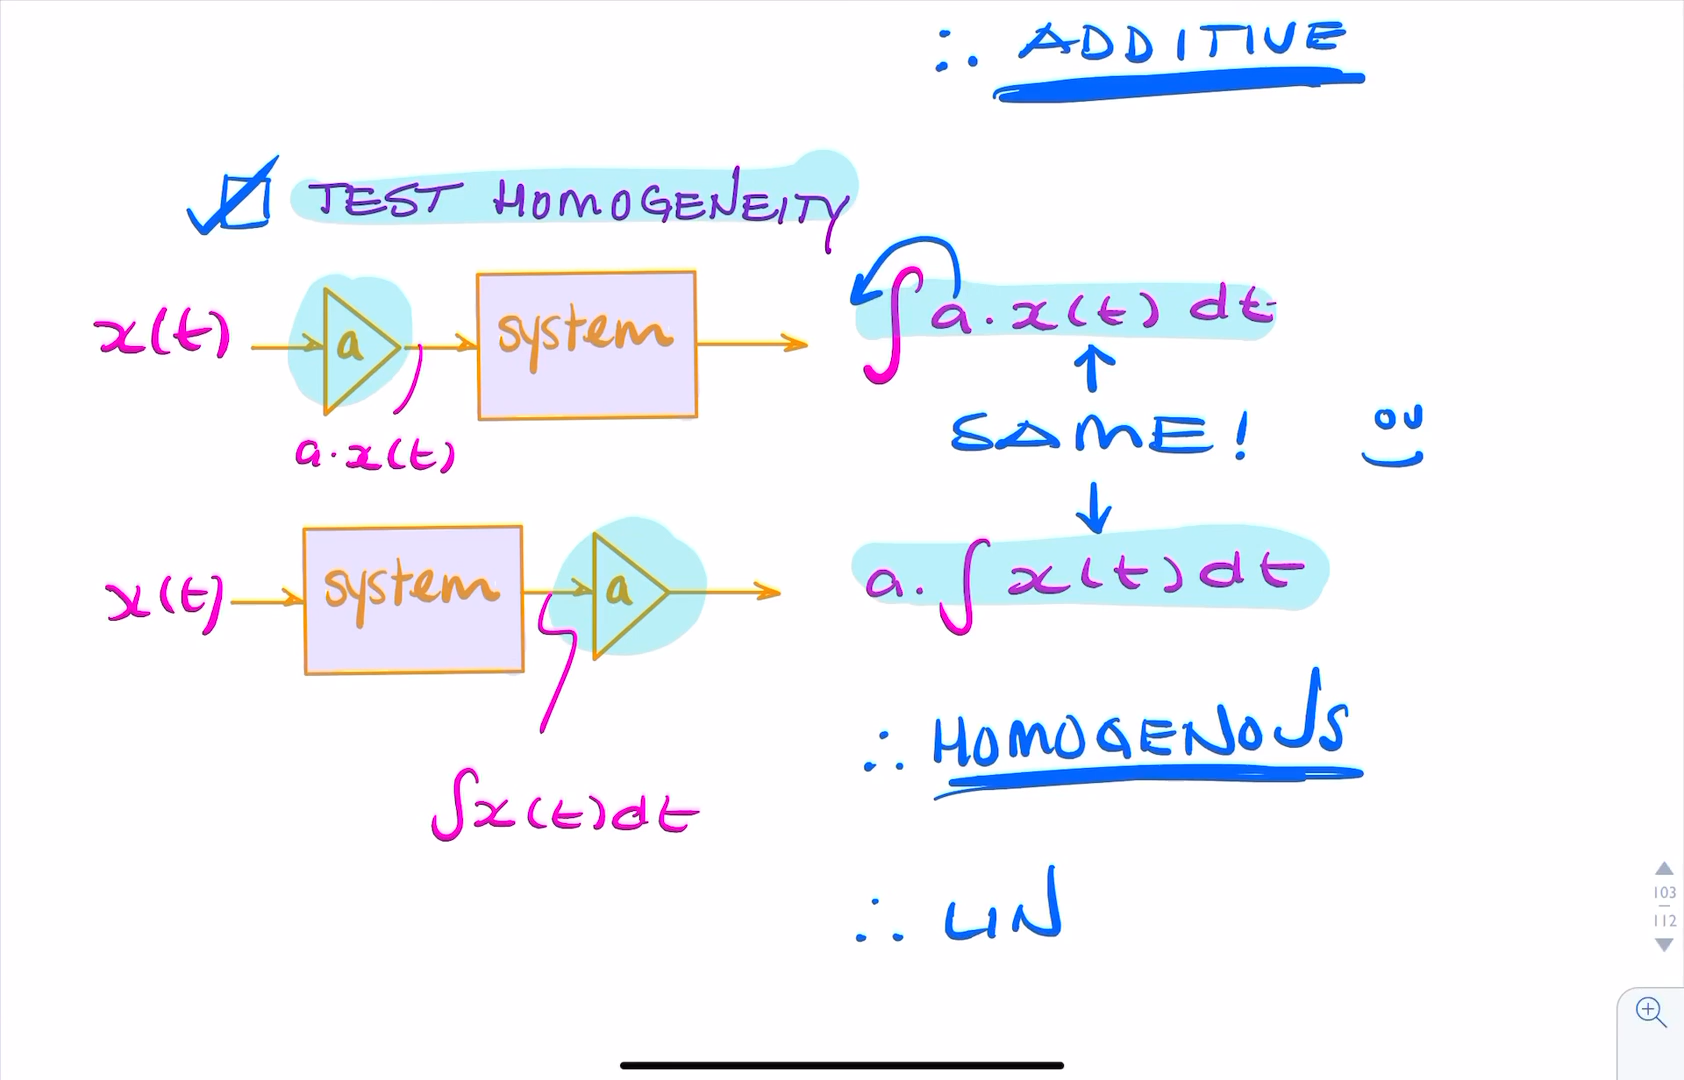 ∴ ADDITIVE
TEST HOMOGENEITY
x(t) a system ∫ a.x(t) dt
a.x(t)
SAME!
x(t) system a a. ∫ x(t) dt
∴ HOMOGENOUS
∫x(t)dt
∴ LIN
103
112